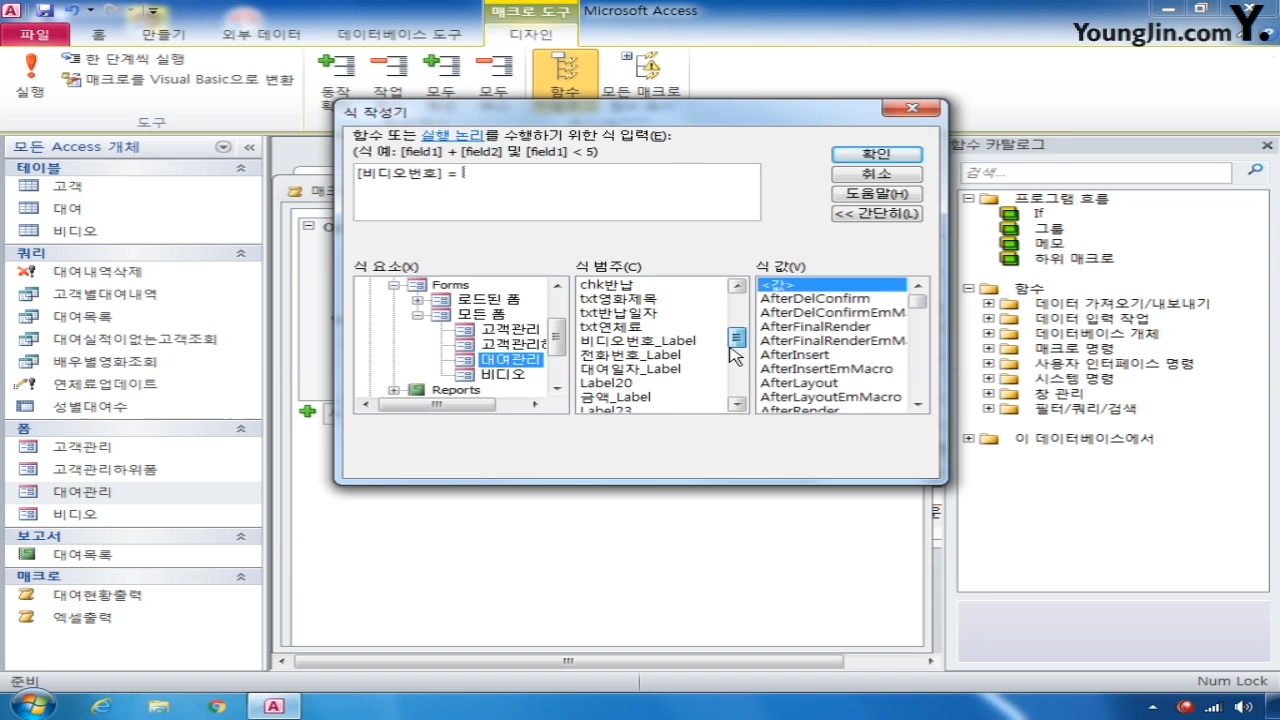 매크로 도구
Microsoft Access
YoungJin.com Y.
파일
홈
만들기
외부 데이터
데이터베이스 도구
디자인
실행
한 단계씩 실행
매크로를 Visual Basic으로 변환
동작
작업
모두
모두
함수
모든 매크로
도구
모든 Access 개체
테이블
고객
대여
비디오
쿼리
대여내역삭제
고객별대여내역
대여목록
대여실적이없는고객조회
배우별영화조회
연체료업데이트
성별대여수
폼
고객관리
고객관리하위폼
대여관리
비디오
보고서
대여목록
매크로
대여현황출력
엑셀출력
식 작성기
함수 또는 실행 논리를 수행하기 위한 식 입력(E):
(식 예: [field1] + [field2] 및 [field1] < 5)
[비디오번호] =
확인
취소
도움말(H)
<< 간단히(L)
식 요소(X)
Forms
로드된 폼
모든 폼
고객관리
고객관리하
대여관리
비디오
Reports
식 범주(C)
chk반납
txt영화제목
txt반납일자
txt연체료
비디오번호_Label
전화번호_Label
대여일자_Label
Label20
금액_Label
Label23
식 값(V)
<값>
AfterDelConfirm
AfterDelConfirmEmM
AfterFinalRender
AfterFinalRenderEmM
AfterInsert
AfterInsertEmMacro
AfterLayout
AfterLayoutEmMacro
AfterRender
함수 카탈로그
검색...
프로그램 흐름
If
그룹
메모
하위 매크로
함수
데이터 가져오기/내보내기
데이터 입력 작업
데이터베이스 개체
매크로 명령
사용자 인터페이스 명령
시스템 명령
창 관리
필터/쿼리/검색
이 데이터베이스에서
준비
Num Lock